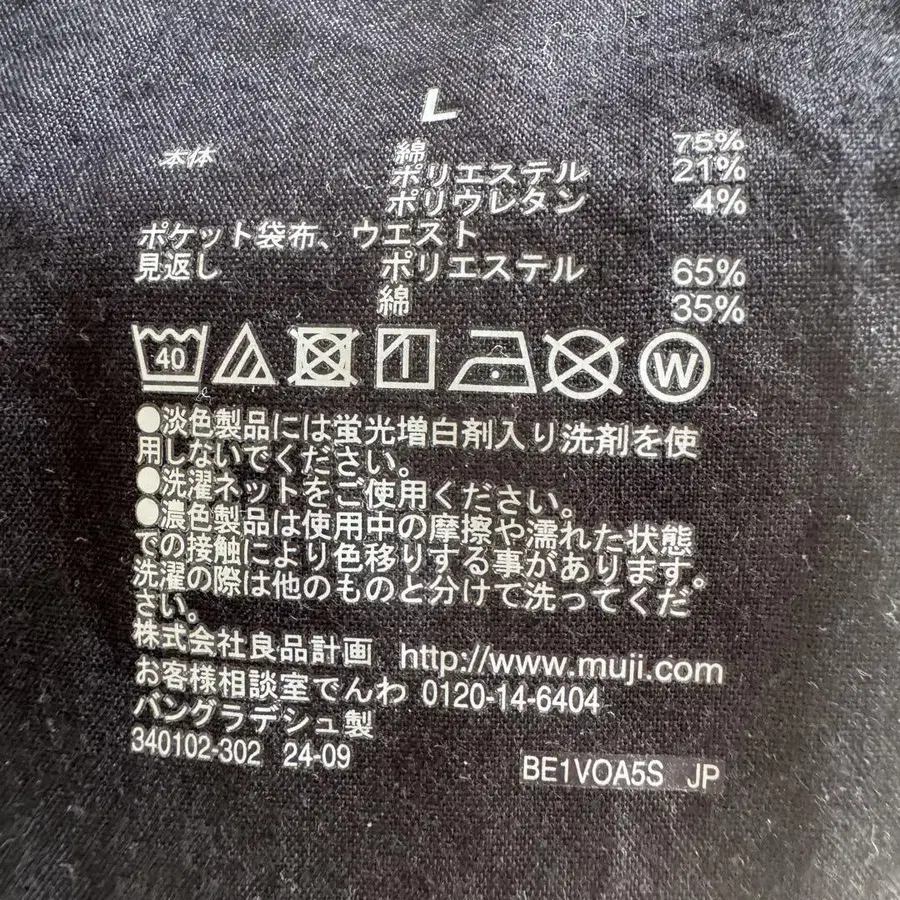 L
本体 綿 75%
ポリエステル 21%
ポリウレタン 4%
ポケット袋布、ウエスト
見返し ポリエステル 65%
綿 35%
40 W
●淡色製品には蛍光増白剤入り洗剤を使
用しないでください。
●洗濯ネットをご使用ください。
●濃色製品は使用中の摩擦や濡れた状態
での接触により色移りする事があります。
洗濯の際は他のものと分けて洗ってくだ
さい。
株式会社良品計画 http://www.muji.com
お客様相談室でんわ 0120-14-6404
バングラデシュ製
340102-302 24-09
BE1VOA5S JP